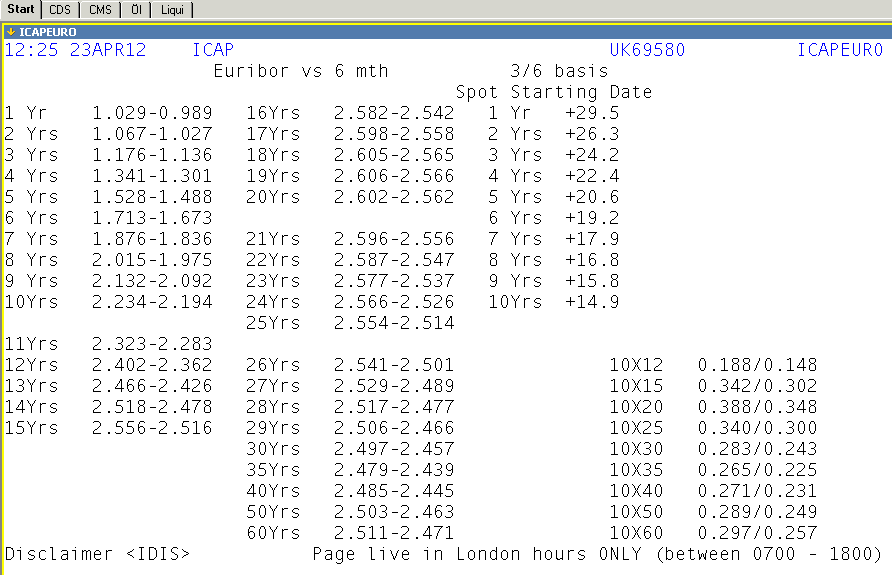 Start CDS CMS Öl Liqui
ICAPEURO
12:25 23APR12 ICAP UK69580 ICAPEURO
Euribor vs 6 mth 3/6 basis
Spot Starting Date
1 Yr 1.029-0.989 16Yrs 2.582-2.542 1 Yr +29.5
2 Yrs 1.067-1.027 17Yrs 2.598-2.558 2 Yrs +26.3
3 Yrs 1.176-1.136 18Yrs 2.605-2.565 3 Yrs +24.2
4 Yrs 1.341-1.301 19Yrs 2.606-2.566 4 Yrs +22.4
5 Yrs 1.528-1.488 20Yrs 2.602-2.562 5 Yrs +20.6
6 Yrs 1.713-1.673 6 Yrs +19.2
7 Yrs 1.876-1.836 21Yrs 2.596-2.556 7 Yrs +17.9
8 Yrs 2.015-1.975 22Yrs 2.587-2.547 8 Yrs +16.8
9 Yrs 2.132-2.092 23Yrs 2.577-2.537 9 Yrs +15.8
10Yrs 2.234-2.194 24Yrs 2.566-2.526 10Yrs +14.9
25Yrs 2.554-2.514
11Yrs 2.323-2.283
12Yrs 2.402-2.362 26Yrs 2.541-2.501 10X12 0.188/0.148
13Yrs 2.466-2.426 27Yrs 2.529-2.489 10X15 0.342/0.302
14Yrs 2.518-2.478 28Yrs 2.517-2.477 10X20 0.388/0.348
15Yrs 2.556-2.516 29Yrs 2.506-2.466 10X25 0.340/0.300
30Yrs 2.497-2.457 10X30 0.283/0.243
35Yrs 2.479-2.439 10X35 0.265/0.225
40Yrs 2.485-2.445 10X40 0.271/0.231
50Yrs 2.503-2.463 10X50 0.289/0.249
60Yrs 2.511-2.471 10X60 0.297/0.257
Disclaimer <IDIS> Page live in London hours ONLY (between 0700 - 1800)